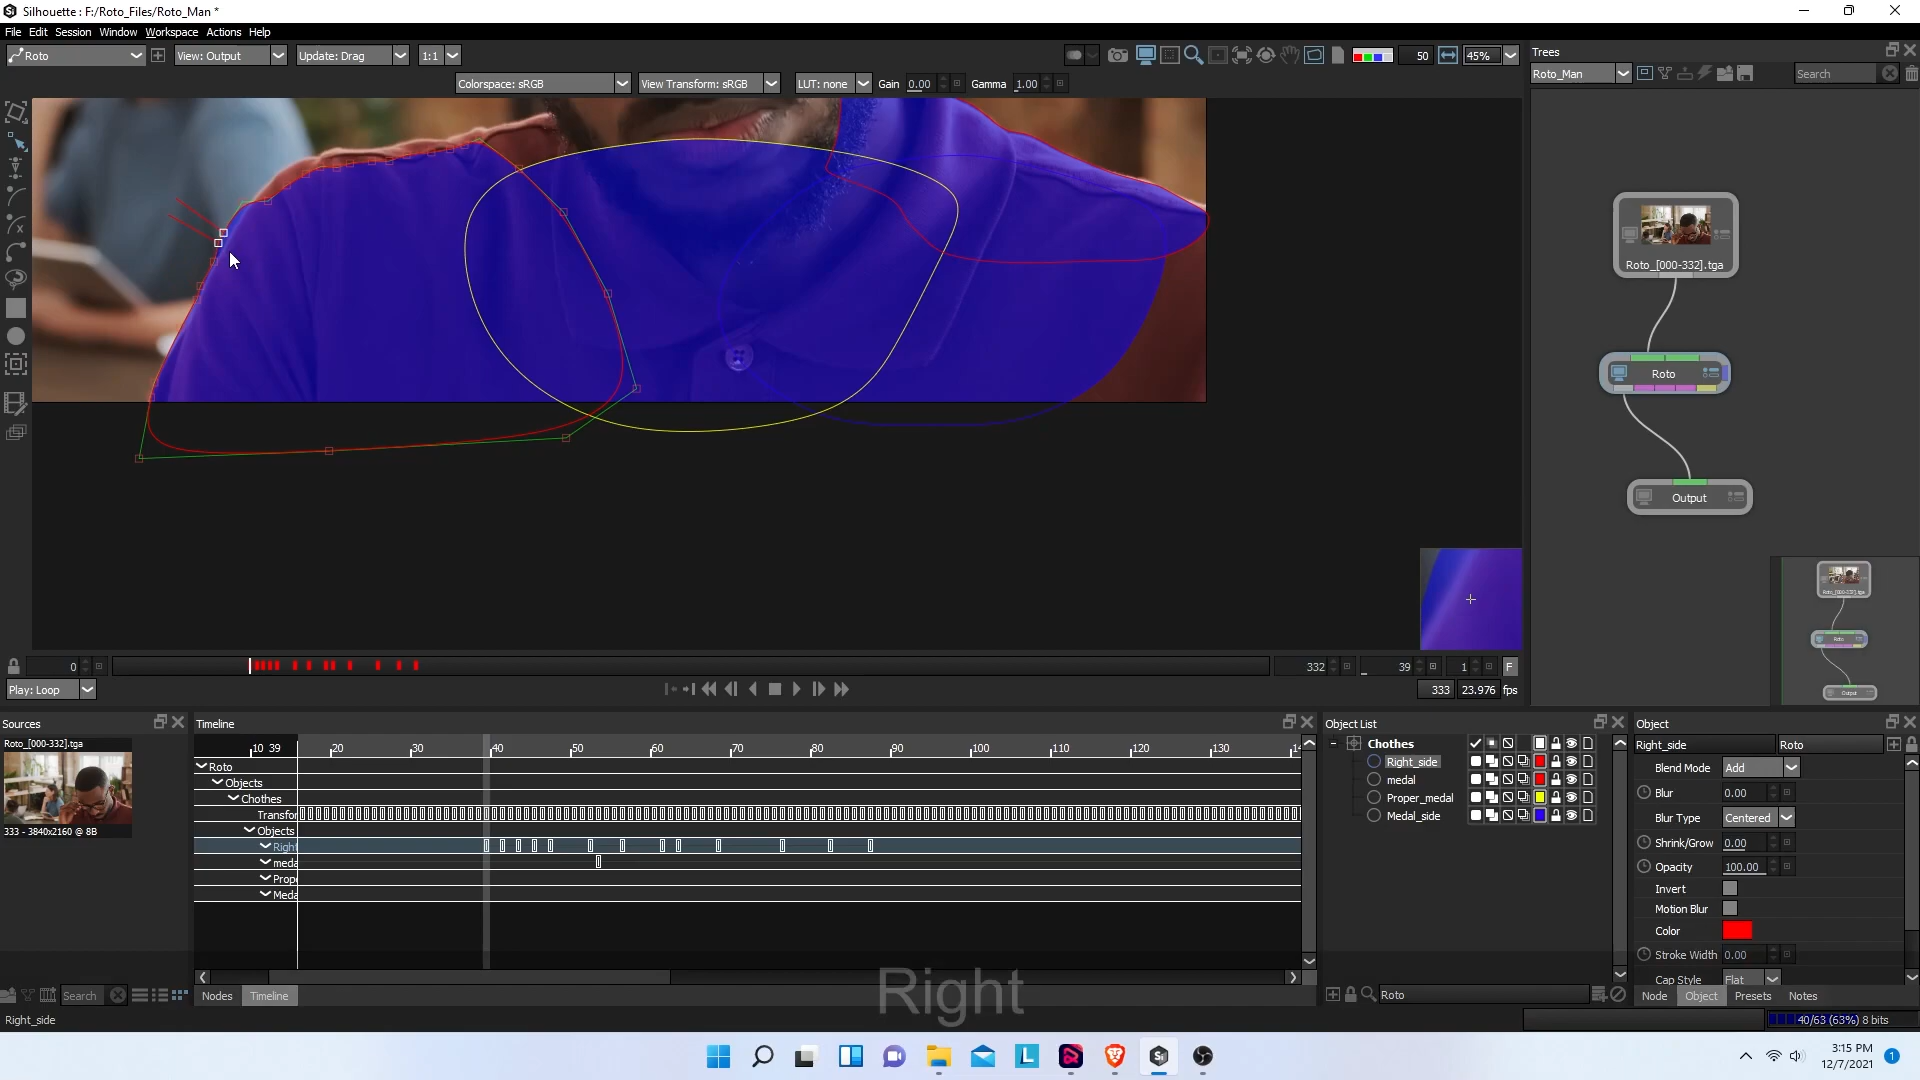 Silhouette : F:/Roto_Files/Roto_Man *
File Edit Session Window Workspace Actions Help
Roto View: Output Update: Drag 1:1 50 45%
Colorspace: sRGB View Transform: sRGB LUT: none Gain 0.00 Gamma 1.00
Trees
Roto_Man Search
Roto_[000-332].tga
Roto
Output
0 332 39 1 F
Play: Loop 333 23.976 fps
Sources
Roto_[000-332].tga
333 - 3840x2160 @ 8B
Search
Timeline
10 39 20 30 40 50 60 70 80 90 100 110 120 130 14
Roto
Objects
Clothes
Transfor
Objects
Right
meda
Prop
Meda
Nodes Timeline
Right
Object List
Clothes
Right_side
medal
Proper_medal
Medal_side
Roto
Object
Right_side Roto
Blend Mode Add
Blur 0.00
Blur Type Centered
Shrink/Grow 0.00
Opacity 100.00
Invert
Motion Blur
Color
Stroke Width 0.00
Cap Style Flat
Node Object Presets Notes
Right_side
40/63 (63%) 8 bits
3:15 PM
12/7/2021
1